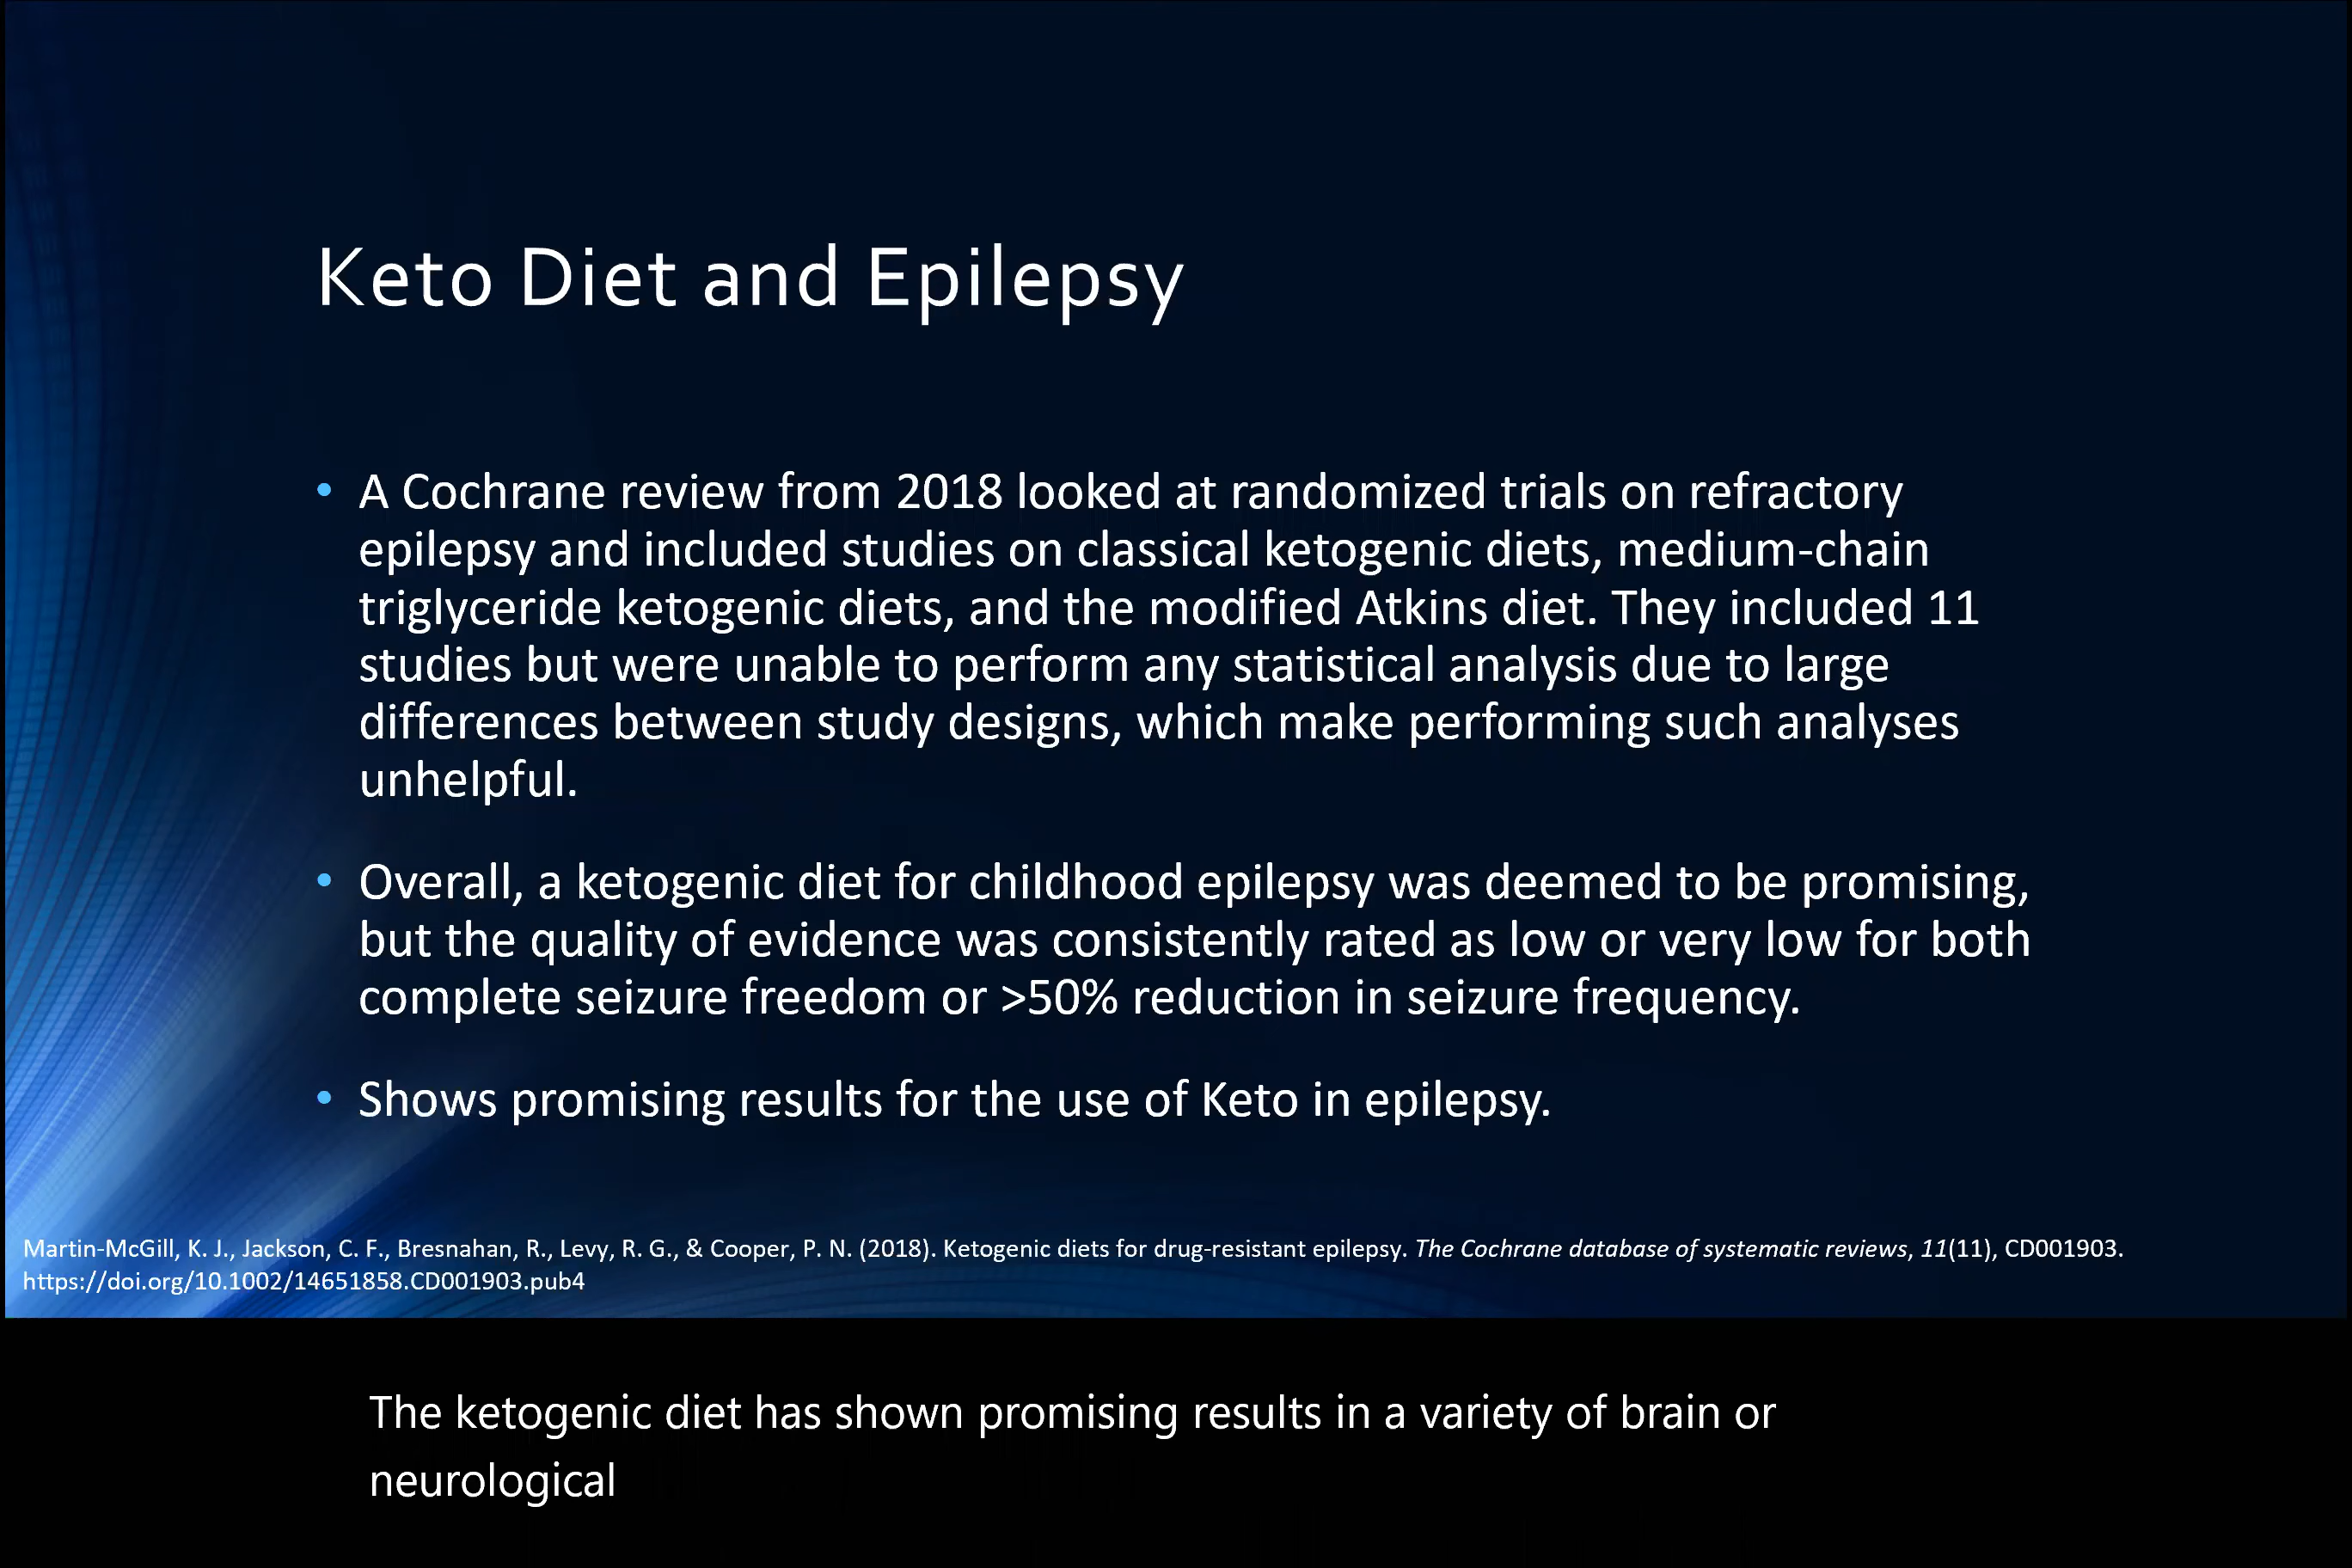 Keto Diet and Epilepsy
• A Cochrane review from 2018 looked at randomized trials on refractory
epilepsy and included studies on classical ketogenic diets, medium-chain
triglyceride ketogenic diets, and the modified Atkins diet. They included 11
studies but were unable to perform any statistical analysis due to large
differences between study designs, which make performing such analyses
unhelpful.
• Overall, a ketogenic diet for childhood epilepsy was deemed to be promising,
but the quality of evidence was consistently rated as low or very low for both
complete seizure freedom or >50% reduction in seizure frequency.
• Shows promising results for the use of Keto in epilepsy.
Martin-McGill, K. J., Jackson, C. F., Bresnahan, R., Levy, R. G., & Cooper, P. N. (2018). Ketogenic diets for drug-resistant epilepsy. The Cochrane database of systematic reviews, 11(11), CD001903.
https://doi.org/10.1002/14651858.CD001903.pub4
The ketogenic diet has shown promising results in a variety of brain or
neurological